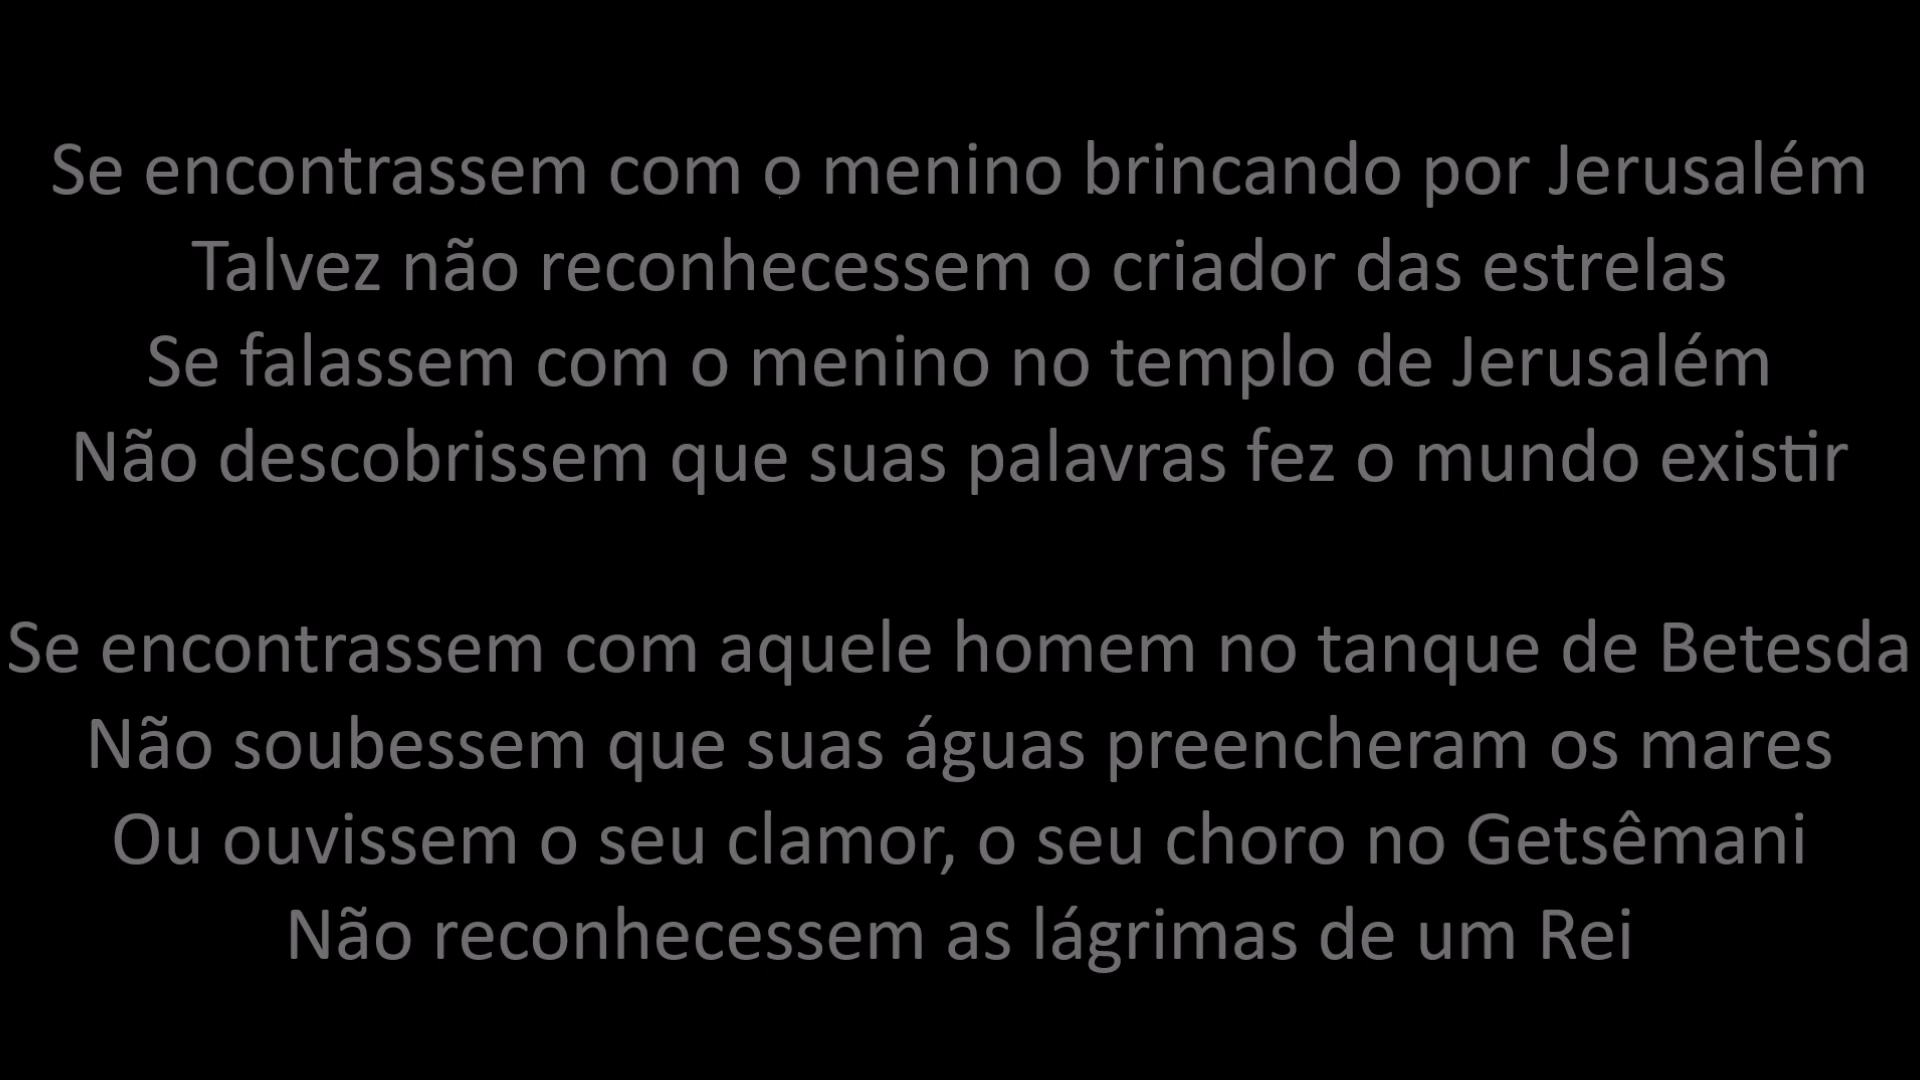 Se encontrassem com o menino brincando por Jerusalém
Talvez não reconhecessem o criador das estrelas
Se falassem com o menino no templo de Jerusalém
Não descobrissem que suas palavras fez o mundo existir
Se encontrassem com aquele homem no tanque de Betesda
Não soubessem que suas águas preencheram os mares
Ou ouvissem o seu clamor, o seu choro no Getsêmani
Não reconhecessem as lágrimas de um Rei